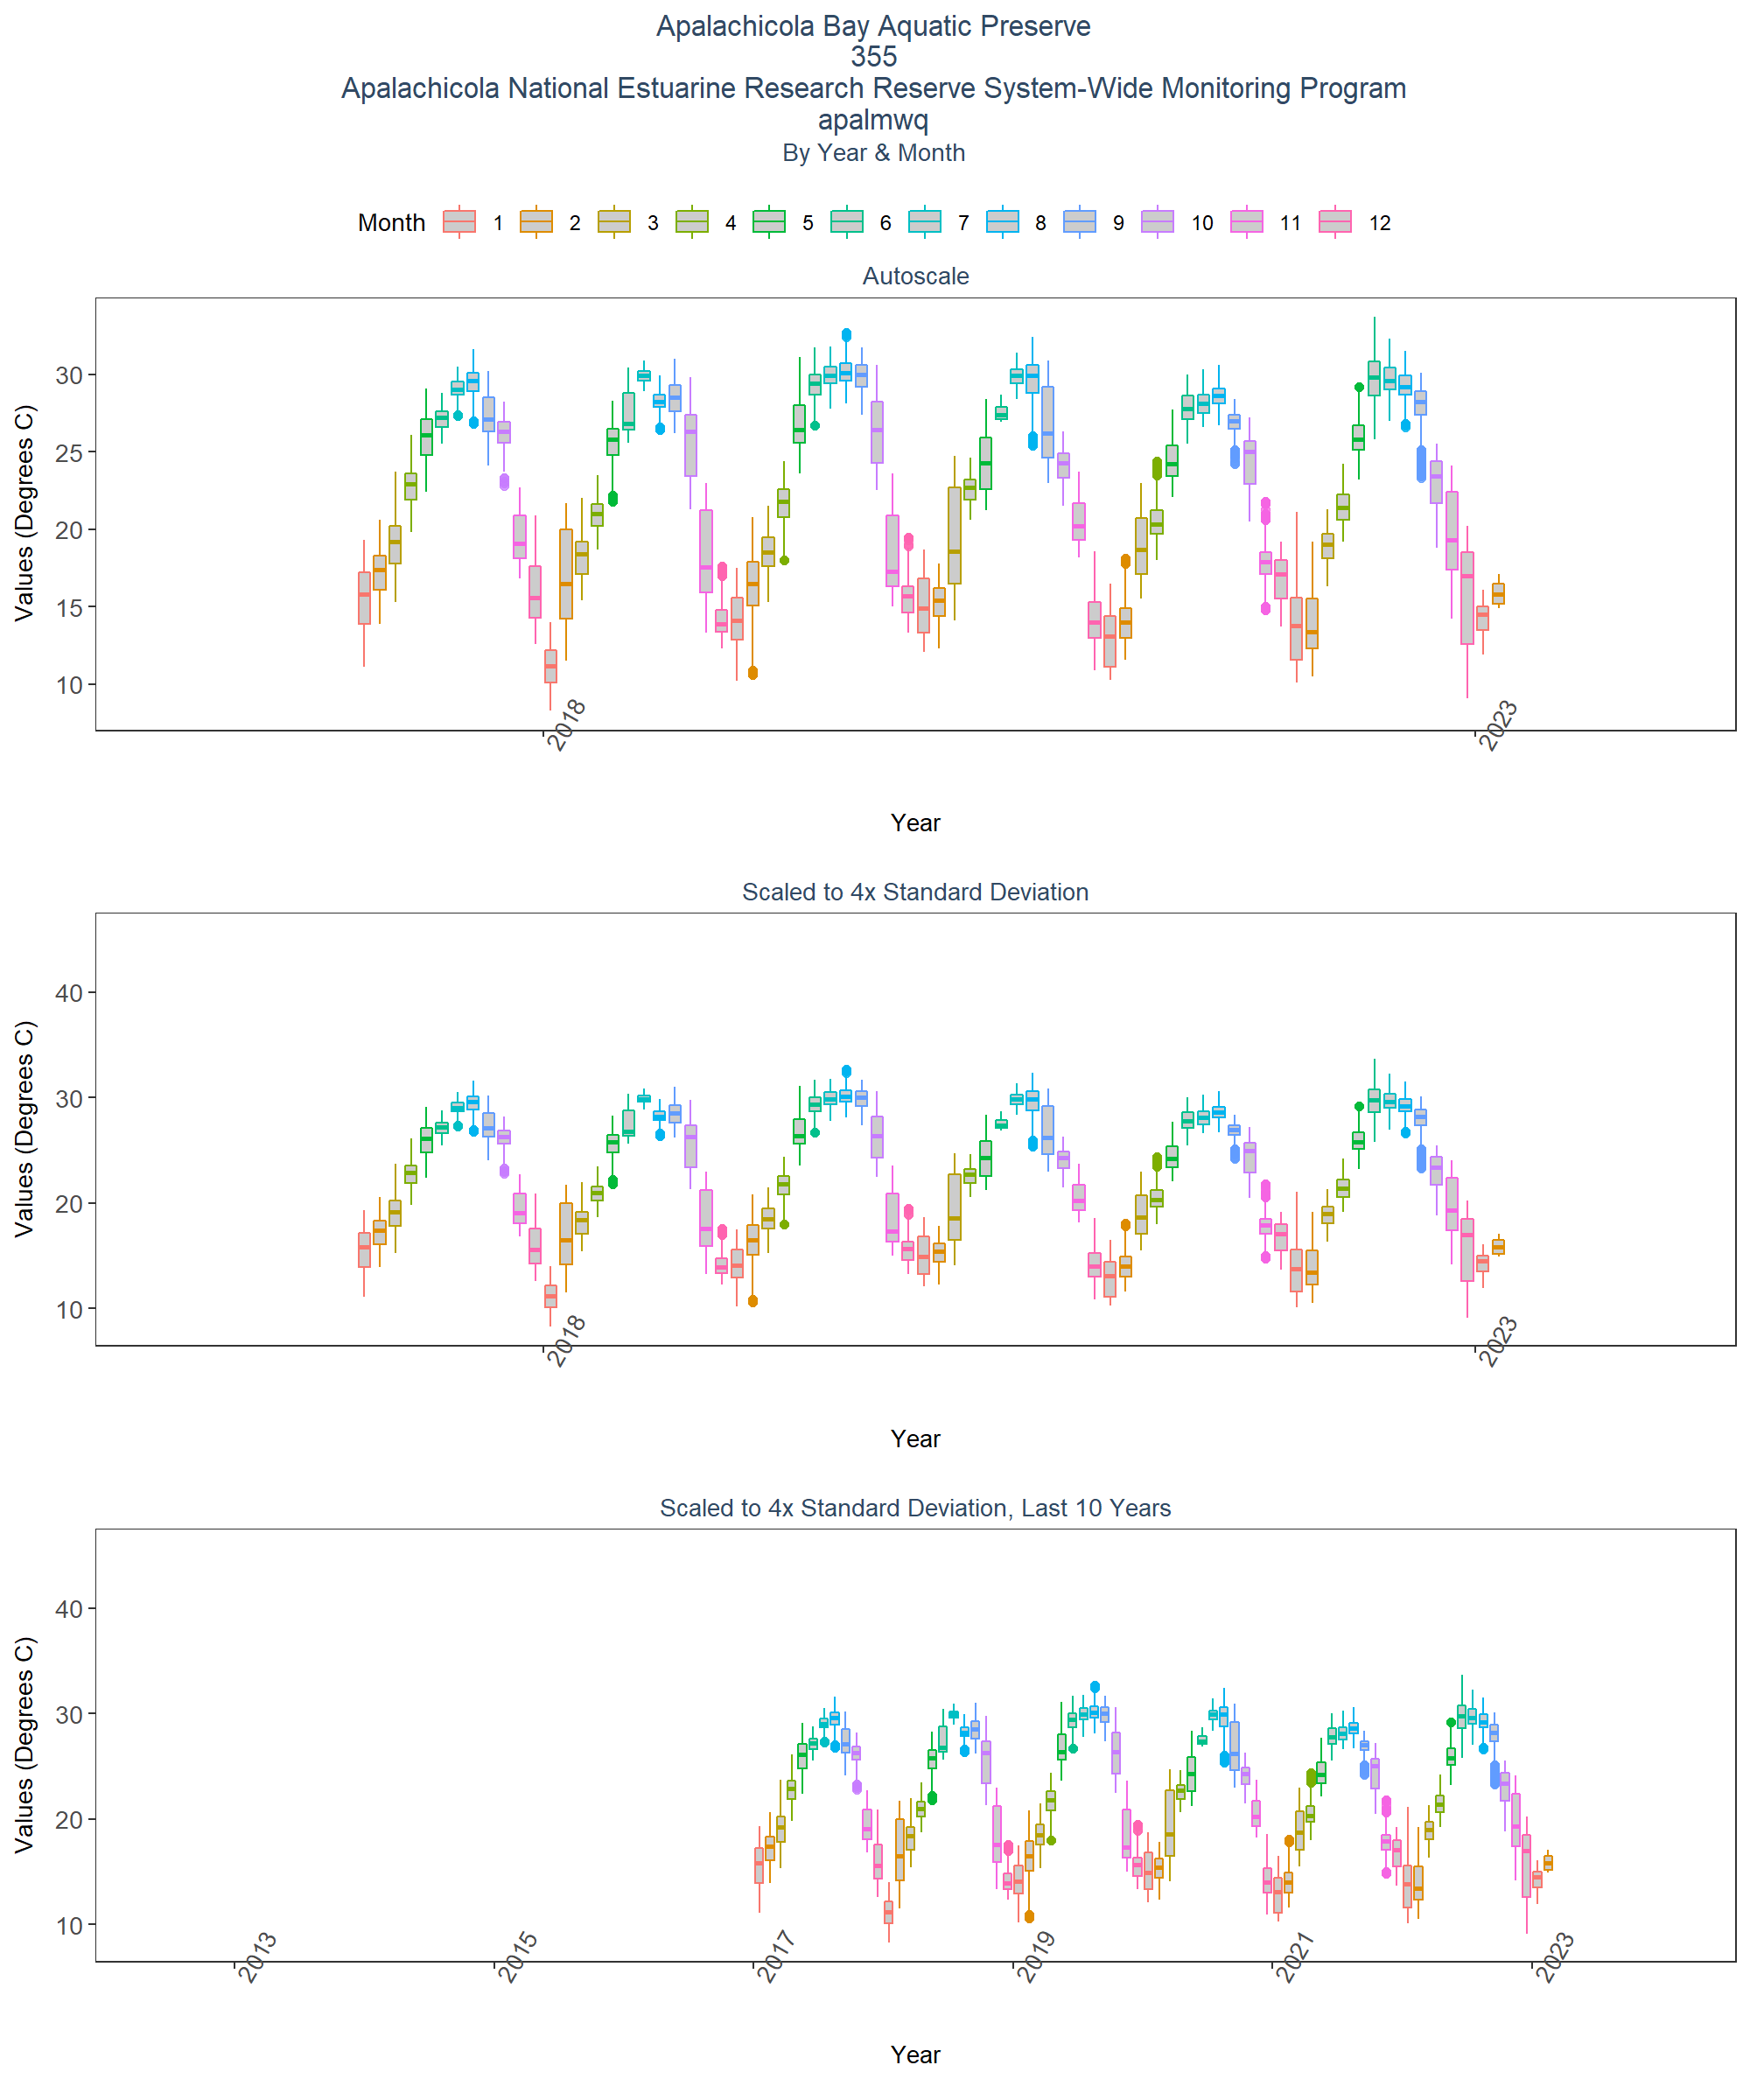 Apalachicola Bay Aquatic Preserve
355
Apalachicola National Estuarine Research Reserve System-Wide Monitoring Program
apalmwq
By Year & Month
Month 1 2 3 4 5 6 7 8 9 10 11 12
Autoscale
Values (Degrees C)
30
25
20
15
10
2018 2023
Year
Scaled to 4x Standard Deviation
Values (Degrees C)
40
30
20
10
2018 2023
Year
Scaled to 4x Standard Deviation, Last 10 Years
Values (Degrees C)
40
30
20
10
2013 2015 2017 2019 2021 2023
Year